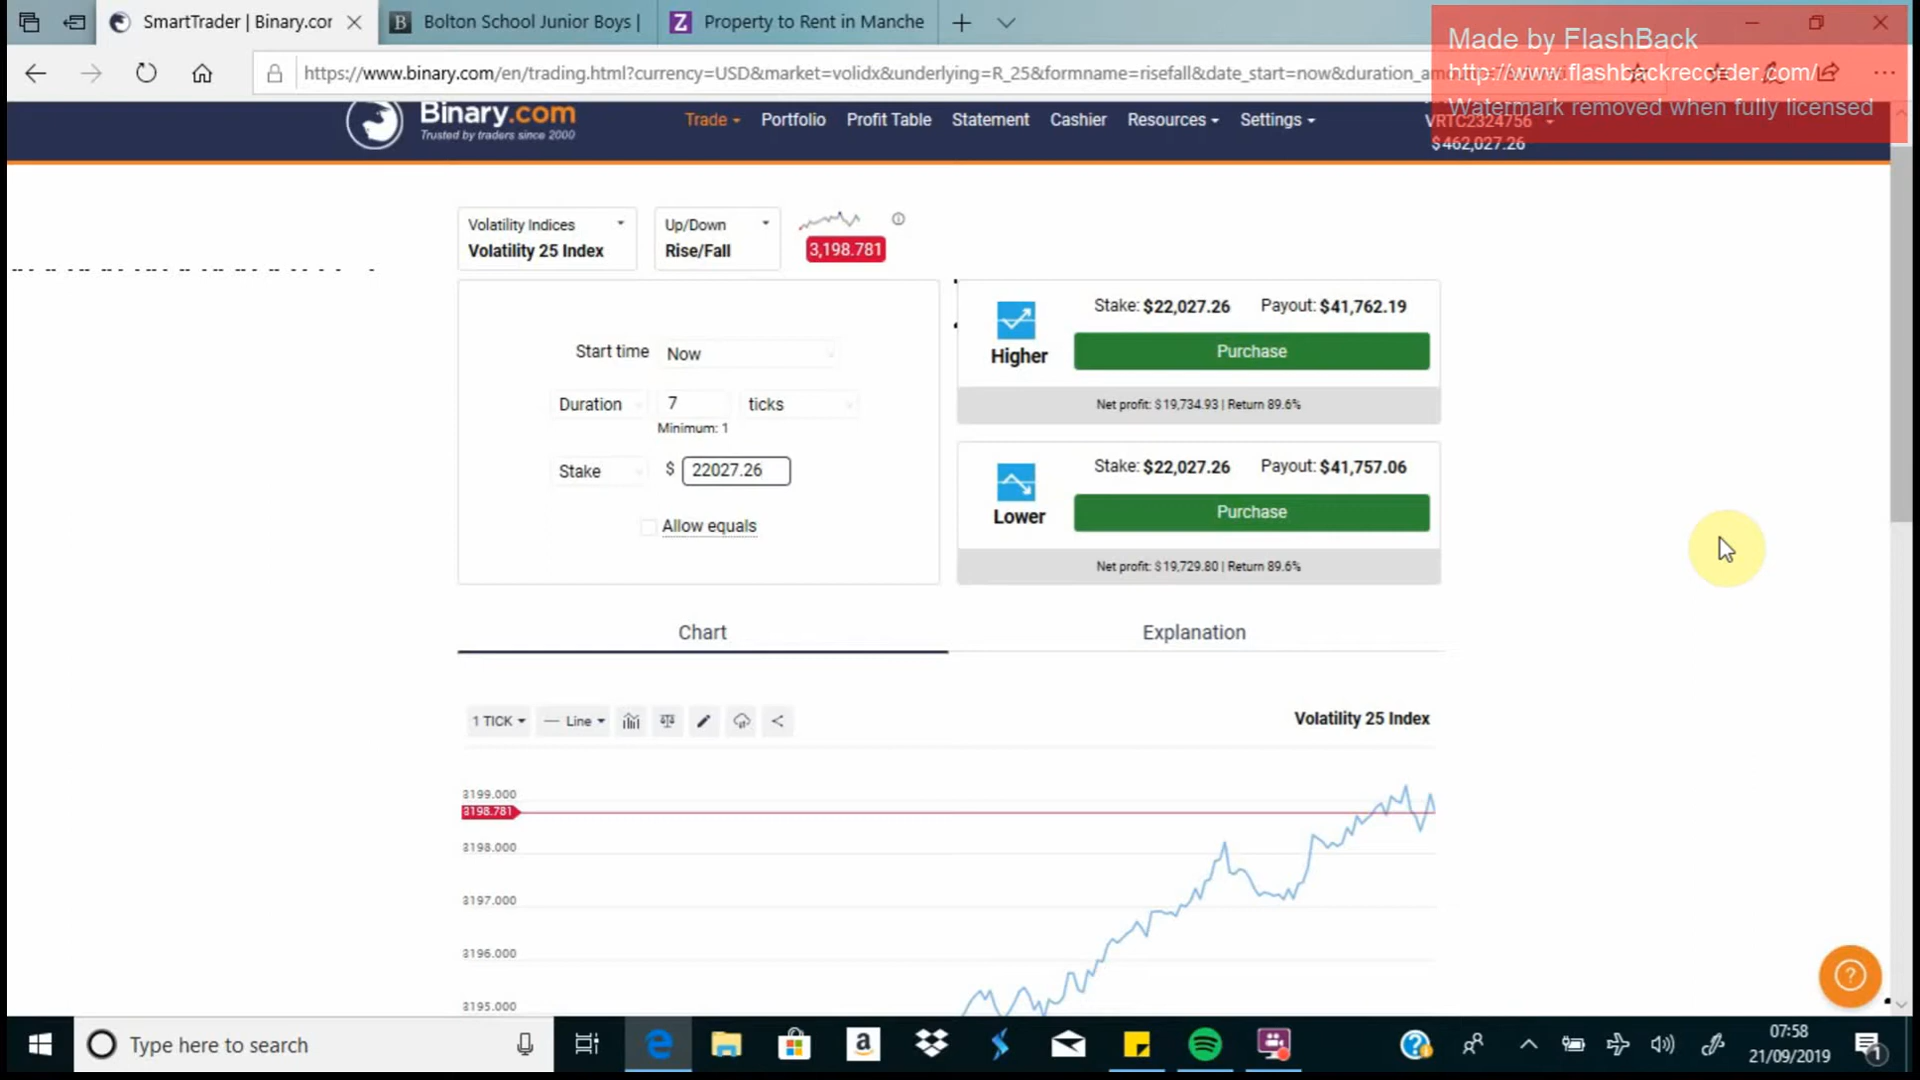 SmartTrader | Binary.cor
Bolton School Junior Boys |
Property to Rent in Manche
Made by FlashBack
http://www.flashbackrecorder.com/
Watermark removed when fully licensed
https://www.binary.com/en/trading.html?currency=USD&market=volidx&underlying=R_25&formname=risefall&date_start=now&duration_am
Binary.com
Trusted by traders since 2000
Trade
Portfolio
Profit Table
Statement
Cashier
Resources
Settings
VRTC2324756
$462,027.26
Volatility Indices
Volatility 25 Index
Up/Down
Rise/Fall
3,198.781
Start time Now
Duration 7 ticks
Minimum: 1
Stake $ 22027.26
Allow equals
Higher
Stake: $22,027.26 Payout: $41,762.19
Purchase
Net profit: $19,734.93 | Return 89.6%
Lower
Stake: $22,027.26 Payout: $41,757.06
Purchase
Net profit: $19,729.80 | Return 89.6%
Chart
Explanation
1 TICK
Line
Volatility 25 Index
3199.000
3198.781
3198.000
3197.000
3196.000
3195.000
Type here to search
07:58
21/09/2019
1